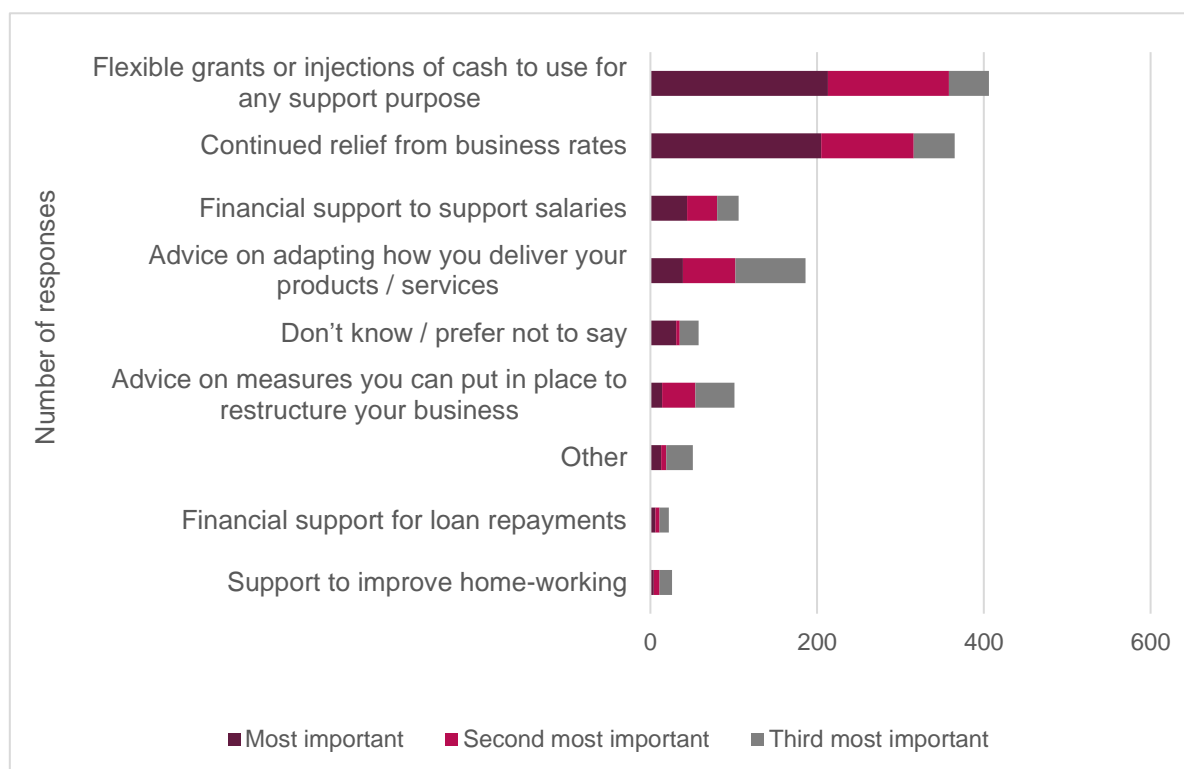 Flexible grants or injections of cash to use for
any support purpose
Continued relief from business rates
Financial support to support salaries
Advice on adapting how you deliver your
products / services
Don’t know / prefer not to say
Advice on measures you can put in place to
restructure your business
Other
Financial support for loan repayments
Support to improve home-working
Number of responses
0 200 400 600
Most important Second most important Third most important